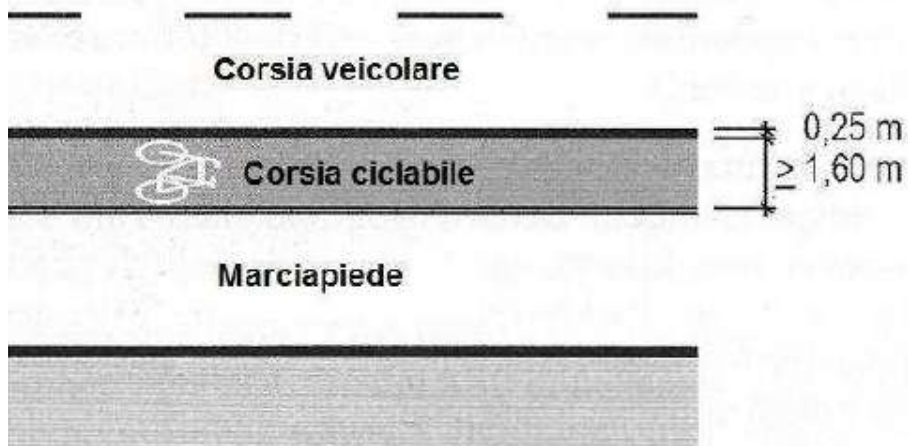 Corsia veicolare
0,25 m
Corsia ciclabile
≥ 1,60 m
Marciapiede